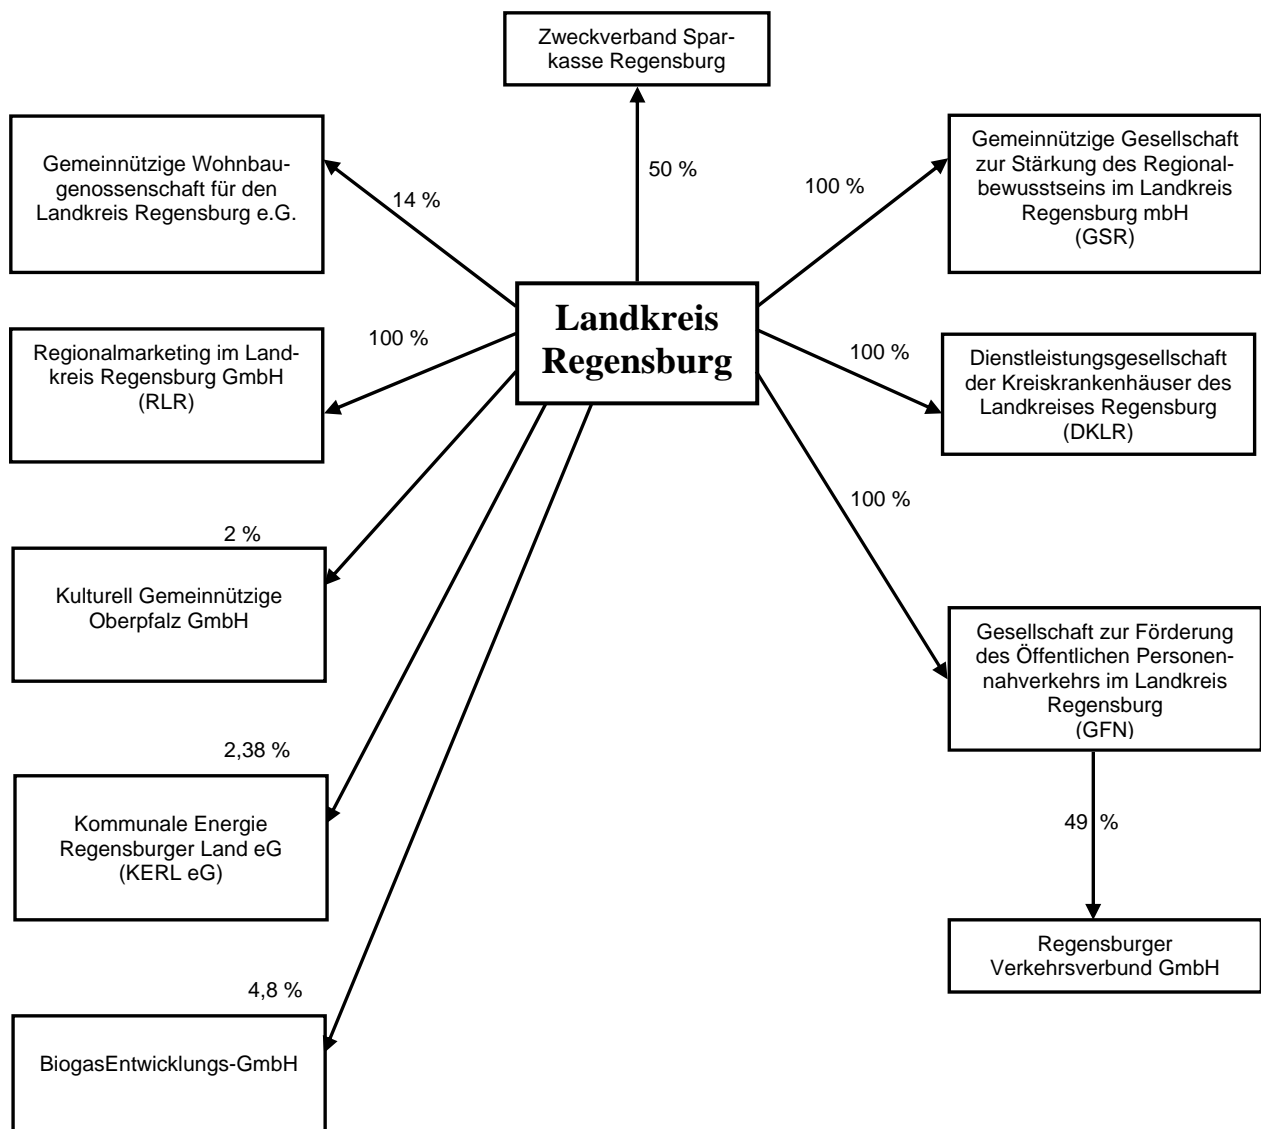 Zweckverband Spar-
kasse Regensburg
Gemeinnützige Wohnbau-
genossenschaft für den
Landkreis Regensburg e.G.
14 %
50 %
100 %
Gemeinnützige Gesellschaft
zur Stärkung des Regional-
bewusstseins im Landkreis
Regensburg mbH
(GSR)
Landkreis
Regensburg
Regionalmarketing im Land-
kreis Regensburg GmbH
(RLR)
100 %
100 %
Dienstleistungsgesellschaft
der Kreiskrankenhäuser des
Landkreises Regensburg
(DKLR)
100 %
2 %
Kulturell Gemeinnützige
Oberpfalz GmbH
Gesellschaft zur Förderung
des Öffentlichen Personen-
nahverkehrs im Landkreis
Regensburg
(GFN)
2,38 %
Kommunale Energie
Regensburger Land eG
(KERL eG)
49 %
Regensburger
Verkehrsverbund GmbH
4,8 %
BiogasEntwicklungs-GmbH